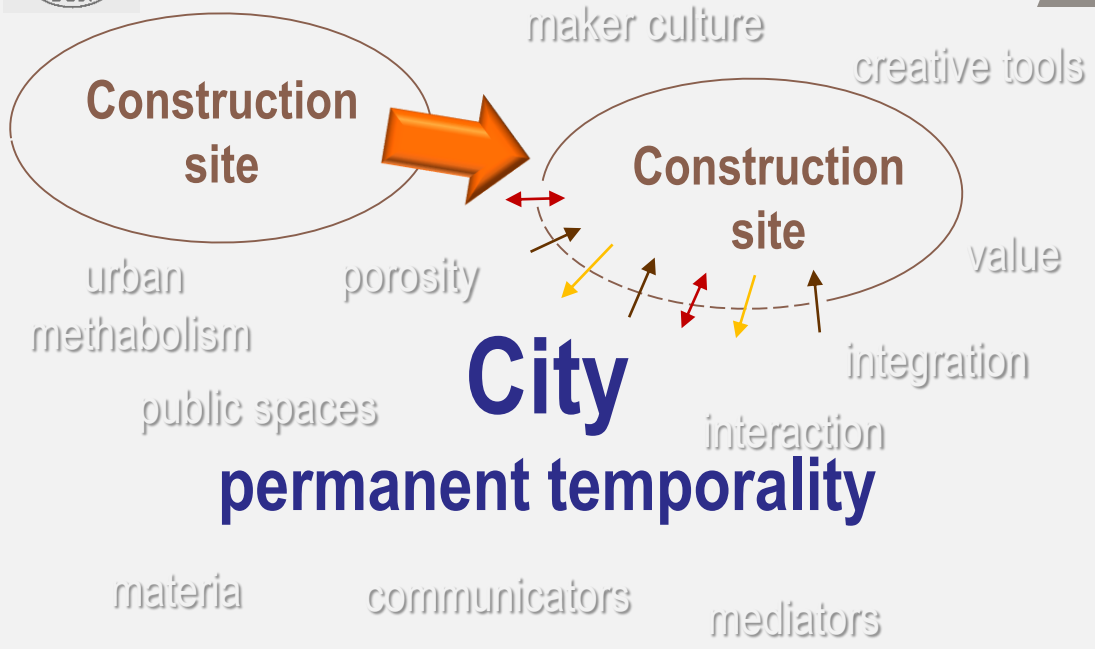 maker culture
creative tools
Construction
site
Construction
site
value
urban
porosity
methabolism
City
integration
public spaces
interaction
permanent temporality
materia
communicators
mediators